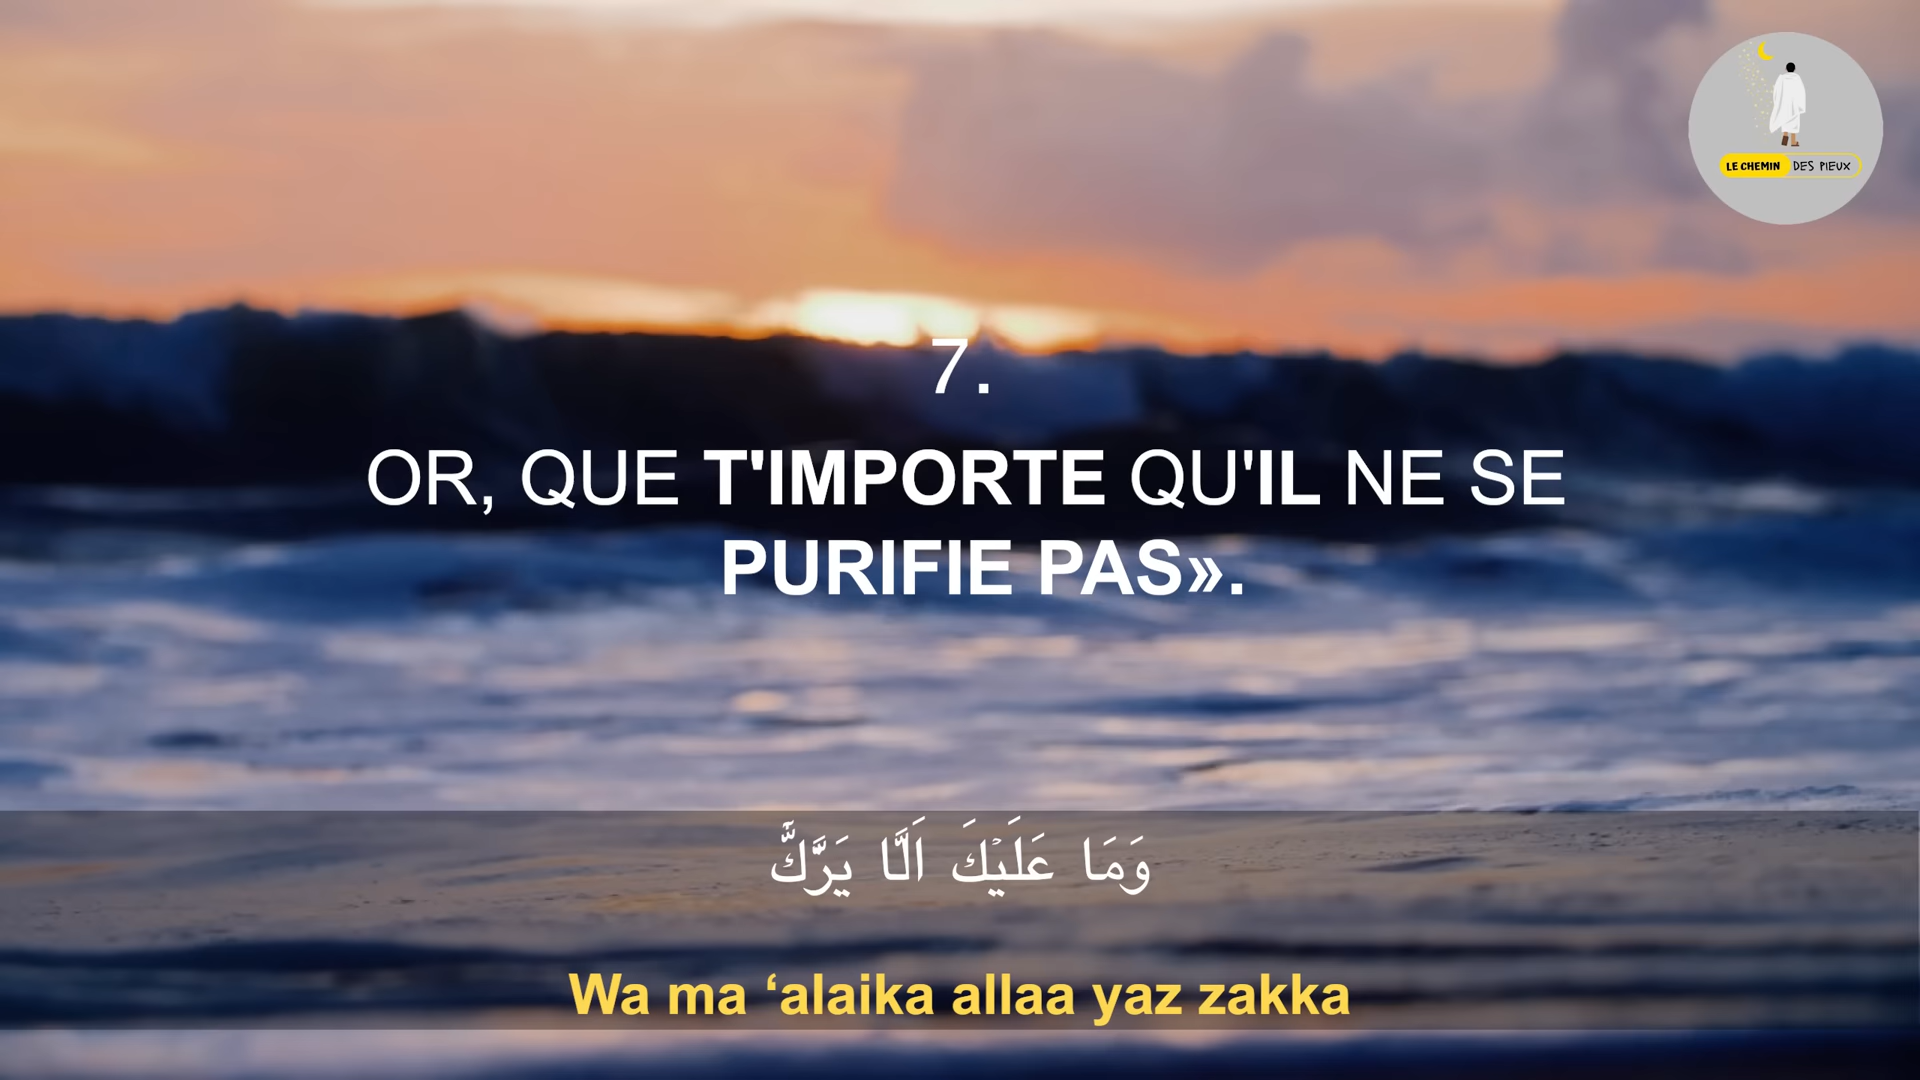 LE CHEMIN DES PIEUX
7.
OR, QUE T'IMPORTE QU'IL NE SE
PURIFIE PAS».
وَمَا عَلَيْكَ اَلَّا يَزَّكّٰى
Wa ma ‘alaika allaa yaz zakka